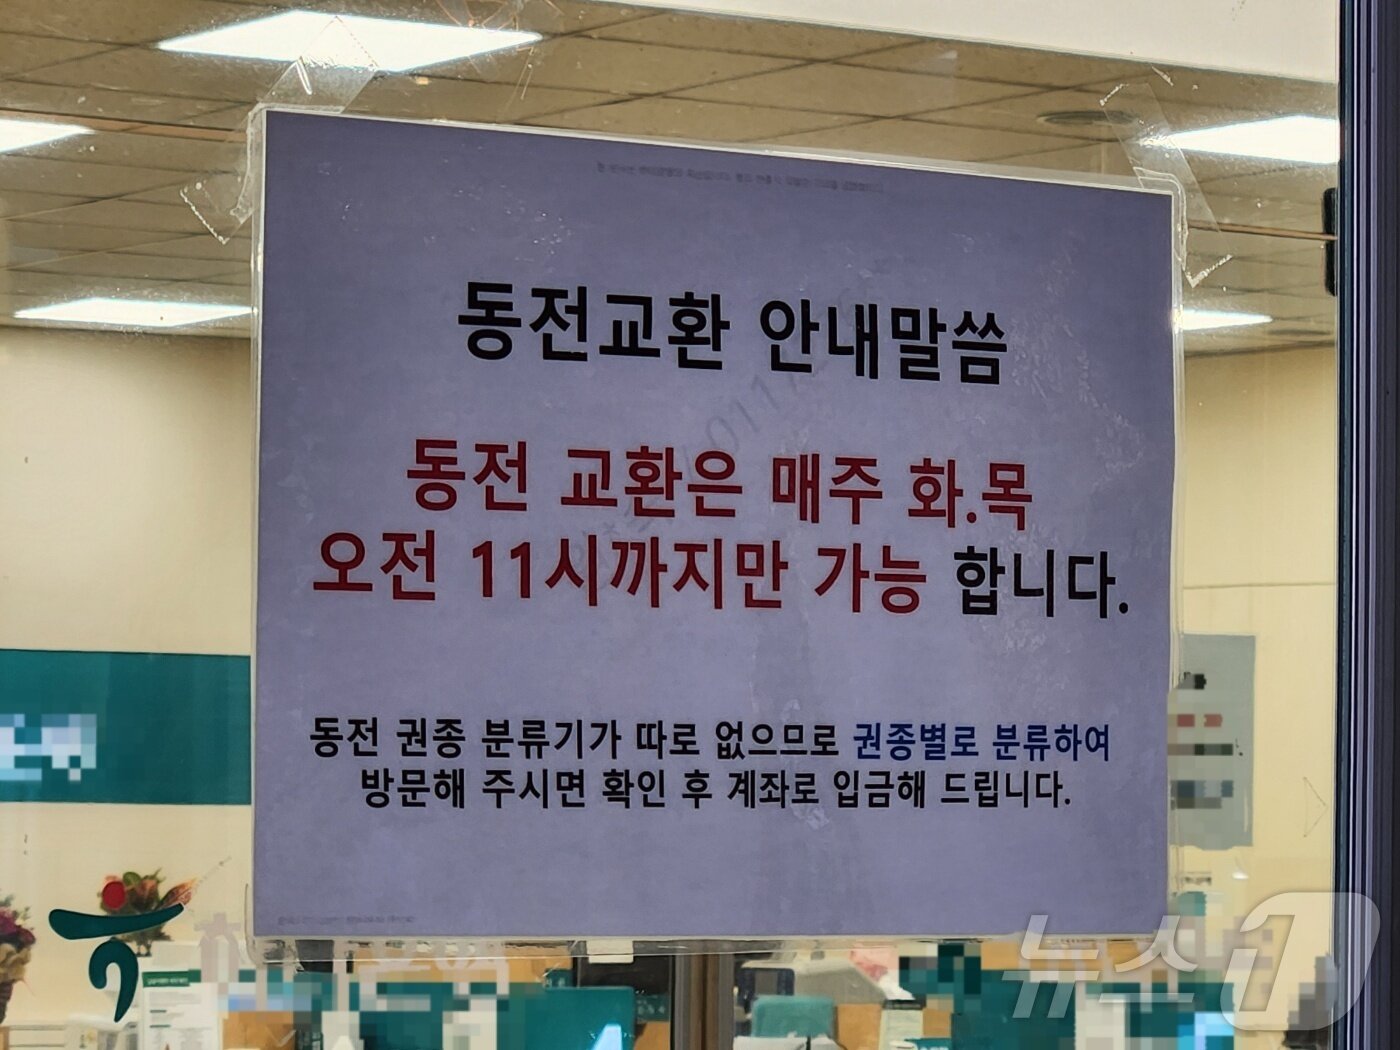 동전교환 안내말씀
동전 교환은 매주 화.목
오전 11시까지만 가능 합니다.
동전 권종 분류기가 따로 없으므로 권종별로 분류하여
방문해 주시면 확인 후 계좌로 입금해 드립니다.
뉴스1